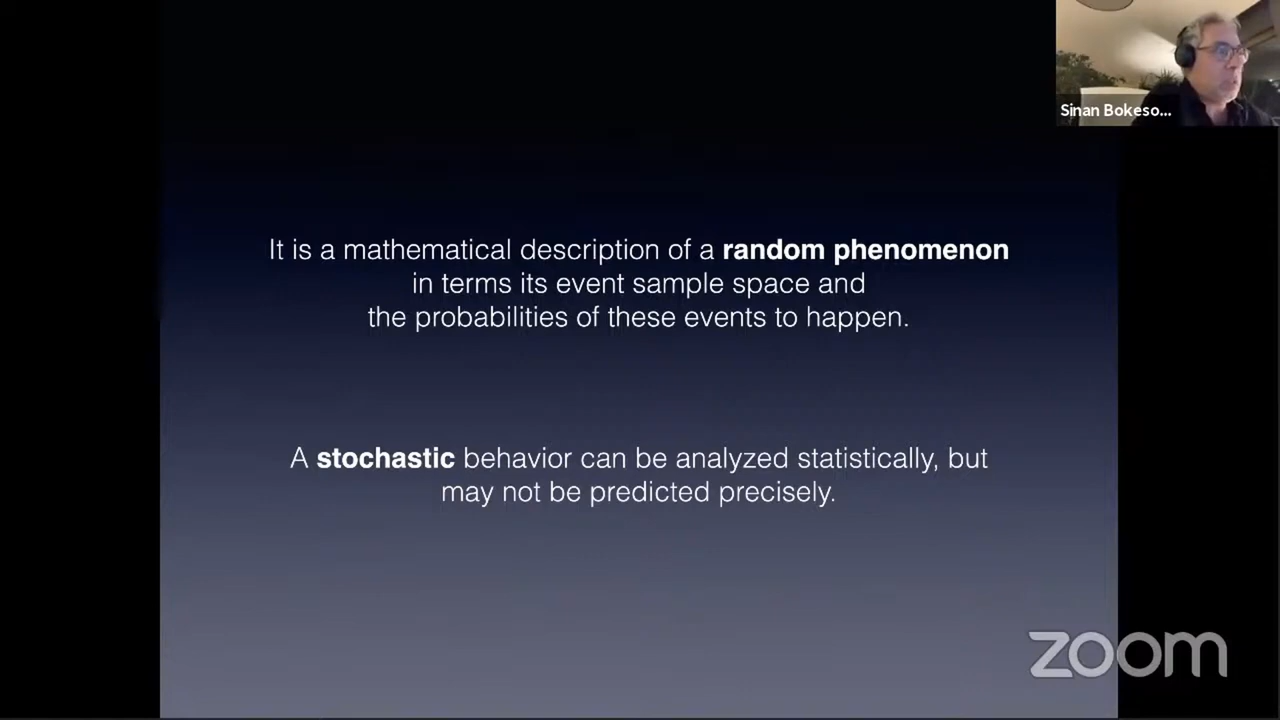 Sinan Bokeso...
It is a mathematical description of a random phenomenon
in terms its event sample space and
the probabilities of these events to happen.
A stochastic behavior can be analyzed statistically, but
may not be predicted precisely.
zoom